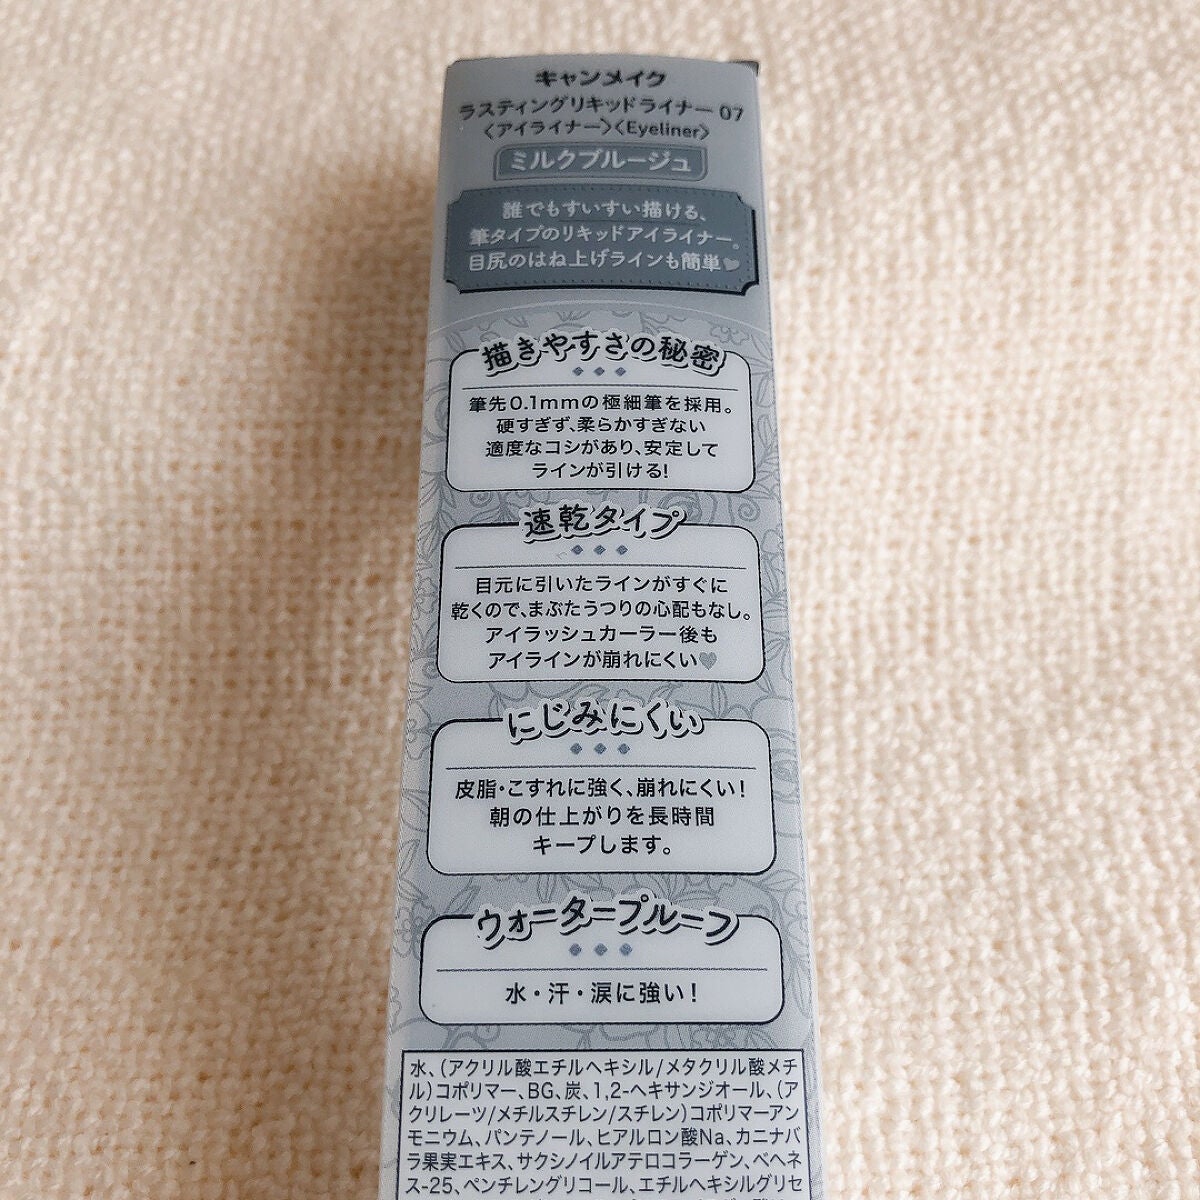 キャンメイク
ラスティングリキッドライナー 07
〈アイライナー〉〈Eyeliner〉
ミルクブルージュ
誰でもすいすい描ける、
筆タイプのリキッドアイライナー。
目尻のはね上げラインも簡単♥
描きやすさの秘密
筆先0.1mmの極細筆を採用。
硬すぎず、柔らかすぎない
適度なコシがあり、安定して
ラインが引ける!
速乾タイプ
目元に引いたラインがすぐに
乾くので、まぶたうつりの心配もなし。
アイラッシュカーラー後も
アイラインが崩れにくい♥
にじみにくい
皮脂・こすれに強く、崩れにくい!
朝の仕上がりを長時間
キープします。
ウォータープルーフ
水・汗・涙に強い!
水、(アクリル酸エチルヘキシル/メタクリル酸メチ
ル)コポリマー、BG、炭、1,2-ヘキサンジオール、(ア
クリレーツ/メチルスチレン/スチレン)コポリマーアン
モニウム、パンテノール、ヒアルロン酸Na、カニナバ
ラ果実エキス、サクシノイルアテロコラーゲン、ベヘネ
ス-25、ペンチレングリコール、エチルヘキシルグリセ